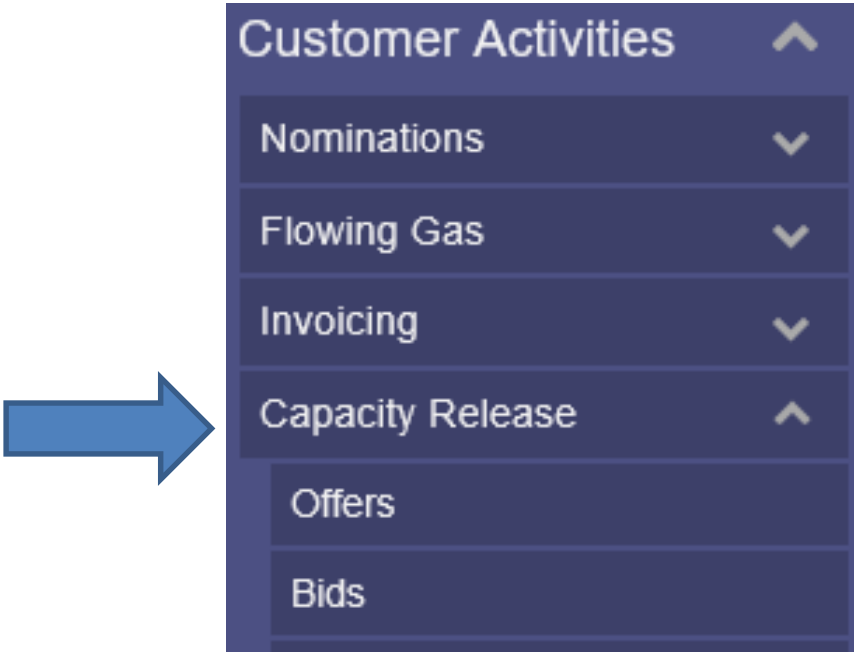 Customer Activities
Nominations
Flowing Gas
Invoicing
Capacity Release
Offers
Bids